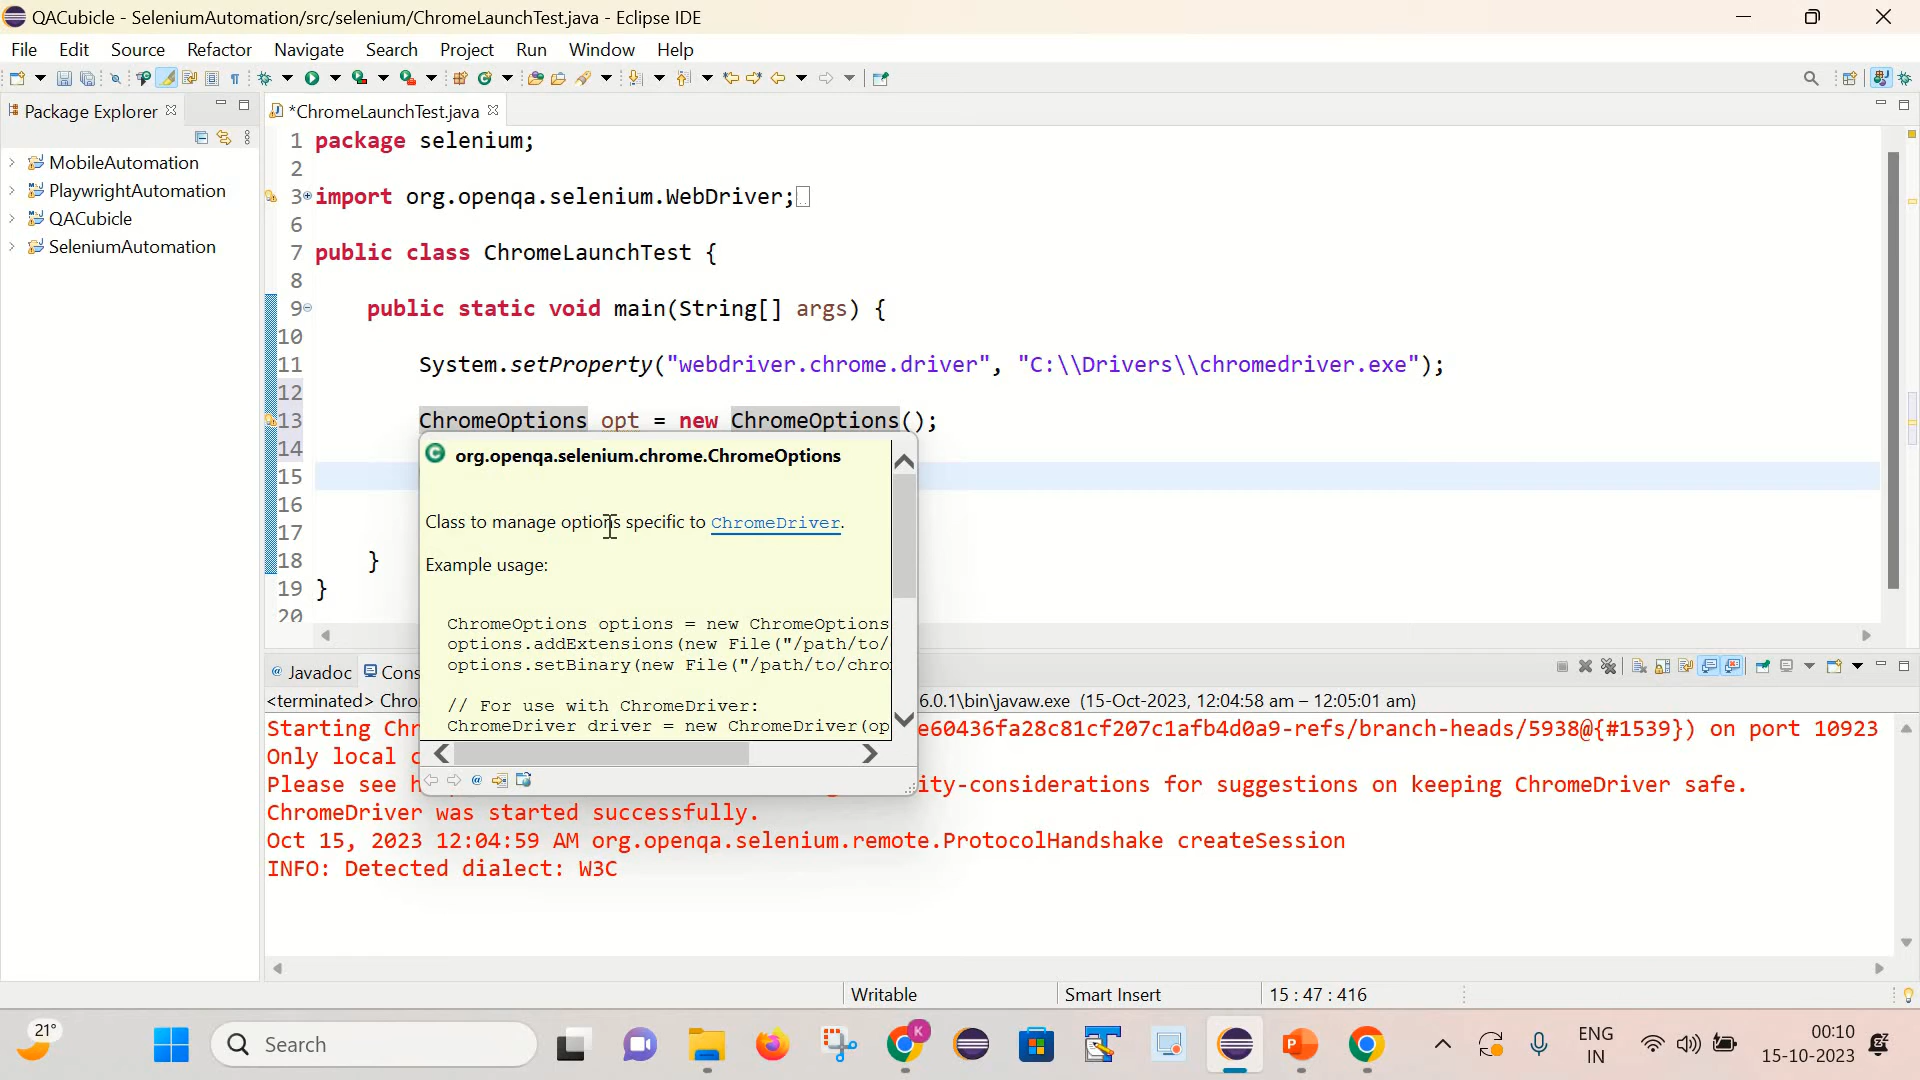 QACubicle - SeleniumAutomation/src/selenium/ChromeLaunchTest.java - Eclipse IDE
File Edit Source Refactor Navigate Search Project Run Window Help
Package Explorer
*ChromeLaunchTest.java
MobileAutomation
PlaywrightAutomation
QACubicle
SeleniumAutomation
1 package selenium;
2
3 import org.openqa.selenium.WebDriver;
6
7 public class ChromeLaunchTest {
8
9 public static void main(String[] args) {
10
11 System.setProperty("webdriver.chrome.driver", "C:\\Drivers\\chromedriver.exe");
12
13 ChromeOptions opt = new ChromeOptions();
14
15
16
17
18 }
19 }
20
org.openqa.selenium.chrome.ChromeOptions
Class to manage options specific to ChromeDriver.
Example usage:
ChromeOptions options = new ChromeOptions
options.addExtensions(new File("/path/to/
options.setBinary(new File("/path/to/chro
// For use with ChromeDriver:
ChromeDriver driver = new ChromeDriver(op
@ Javadoc Cons
<terminated> Chro 6.0.1\bin\javaw.exe (15-Oct-2023, 12:04:58 am – 12:05:01 am)
Starting Chr e60436fa28c81cf207c1afb4d0a9-refs/branch-heads/5938@{#1539}) on port 10923
Only local c
Please see h ity-considerations for suggestions on keeping ChromeDriver safe.
ChromeDriver was started successfully.
Oct 15, 2023 12:04:59 AM org.openqa.selenium.remote.ProtocolHandshake createSession
INFO: Detected dialect: W3C
Writable Smart Insert 15 : 47 : 416
21°
Search
K
P
ENG
IN
00:10
15-10-2023